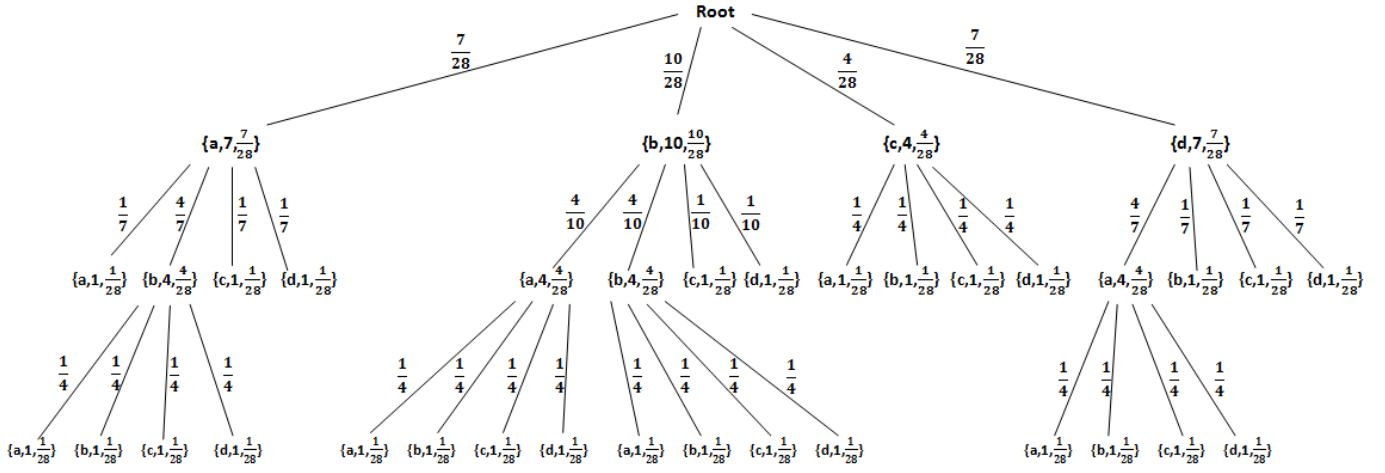 Root
7/28 10/28 4/28 7/28
{a,7,7/28} {b,10,10/28} {c,4,4/28} {d,7,7/28}
1/7 4/7 1/7 1/7 4/10 4/10 1/10 1/10 1/4 1/4 1/4 1/4 4/7 1/7 1/7 1/7
{a,1,1/28} {b,4,4/28} {c,1,1/28} {d,1,1/28} {a,4,4/28} {b,4,4/28} {c,1,1/28} {d,1,1/28} {a,1,1/28} {b,1,1/28} {c,1,1/28} {d,1,1/28} {a,4,4/28} {b,1,1/28} {c,1,1/28} {d,1,1/28}
1/4 1/4 1/4 1/4 1/4 1/4 1/4 1/4 1/4 1/4 1/4 1/4 1/4 1/4 1/4 1/4
{a,1,1/28} {b,1,1/28} {c,1,1/28} {d,1,1/28} {a,1,1/28} {b,1,1/28} {c,1,1/28} {d,1,1/28} {a,1,1/28} {b,1,1/28} {c,1,1/28} {d,1,1/28} {a,1,1/28} {b,1,1/28} {c,1,1/28} {d,1,1/28}